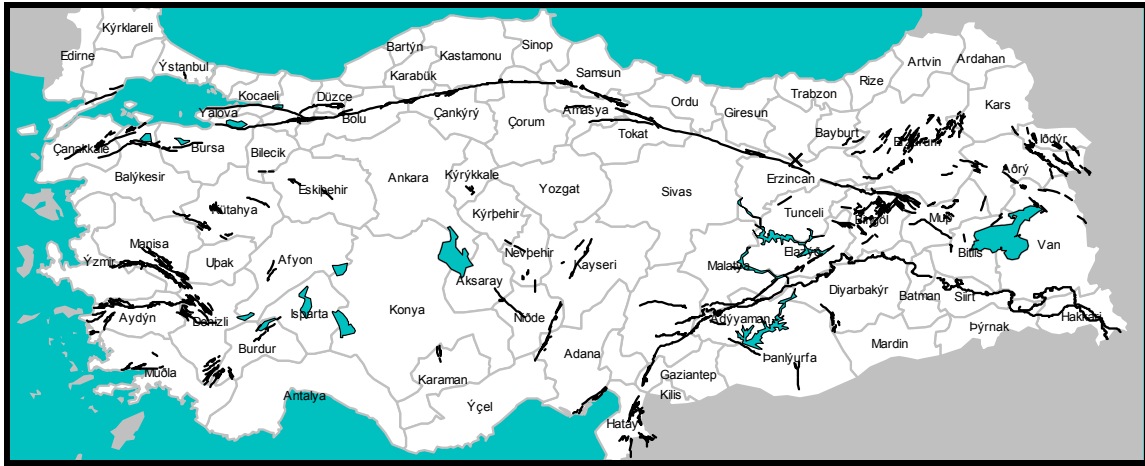 Kýrklareli
Edirne
Ýstanbul
Kocaeli
Yalova
Düzce
Bolu
Bartýn
Karabük
Kastamonu
Sinop
Samsun
Çankýrý
Çorum
Amasya
Tokat
Ordu
Giresun
Trabzon
Rize
Artvin
Ardahan
Kars
Bayburt
Erzurum
Iðdýr
Aðrý
Çanakkale
Bursa
Bilecik
Balýkesir
Eskiþehir
Ankara
Kýrýkkale
Yozgat
Sivas
Erzincan
Tunceli
Bingöl
Muþ
Kütahya
Kýrþehir
Manisa
Ýzmir
Uþak
Afyon
Nevþehir
Kayseri
Malatya
Elazýð
Bitlis
Van
Aksaray
Aydýn
Denizli
Isparta
Konya
Niðde
Adýyaman
Diyarbakýr
Batman
Siirt
Hakkari
Þýrnak
Burdur
Adana
Þanlýurfa
Mardin
Muðla
Karaman
Gaziantep
Kilis
Antalya
Ýçel
Hatay